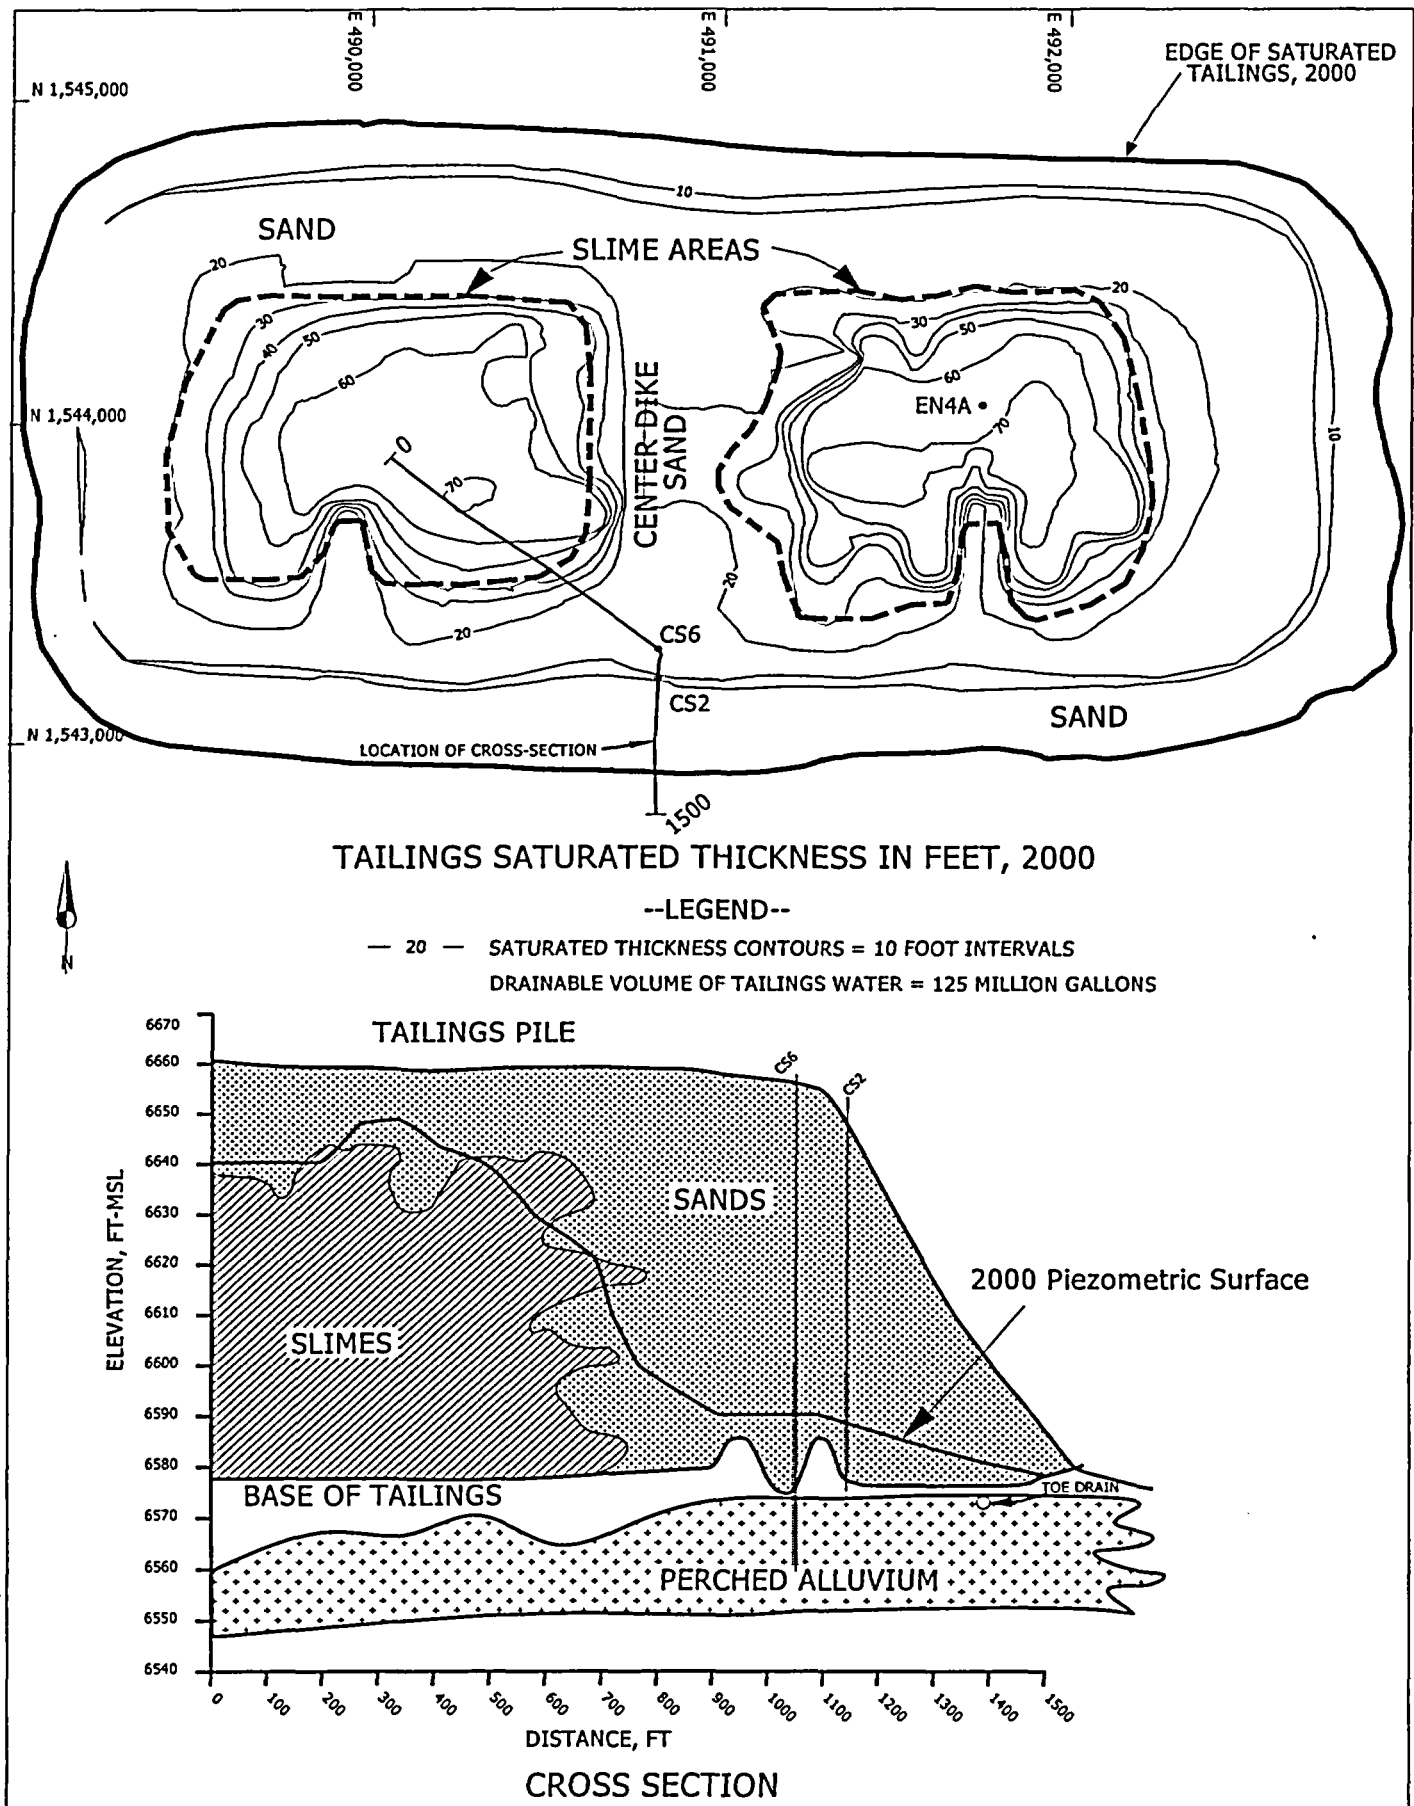 E 490,000
E 491,000
E 492,000
EDGE OF SATURATED
TAILINGS, 2000
N 1,545,000
10
SAND
SLIME AREAS
20
20
30
30
40
50
50
60
60
CENTER-DIKE
SAND
EN4A
N 1,544,000
70
10
0
70
20
20
CS6
CS2
SAND
N 1,543,000
LOCATION OF CROSS-SECTION
1500
TAILINGS SATURATED THICKNESS IN FEET, 2000
--LEGEND--
— 20 — SATURATED THICKNESS CONTOURS = 10 FOOT INTERVALS
DRAINABLE VOLUME OF TAILINGS WATER = 125 MILLION GALLONS
N
TAILINGS PILE
6670
6660
6650
6640
6630
6620
6610
6600
6590
6580
6570
6560
6550
6540
ELEVATION, FT-MSL
CS6
CS2
SANDS
2000 Piezometric Surface
SLIMES
BASE OF TAILINGS
TOE DRAIN
PERCHED ALLUVIUM
0 100 200 300 400 500 600 700 800 900 1000 1100 1200 1300 1400 1500
DISTANCE, FT
CROSS SECTION